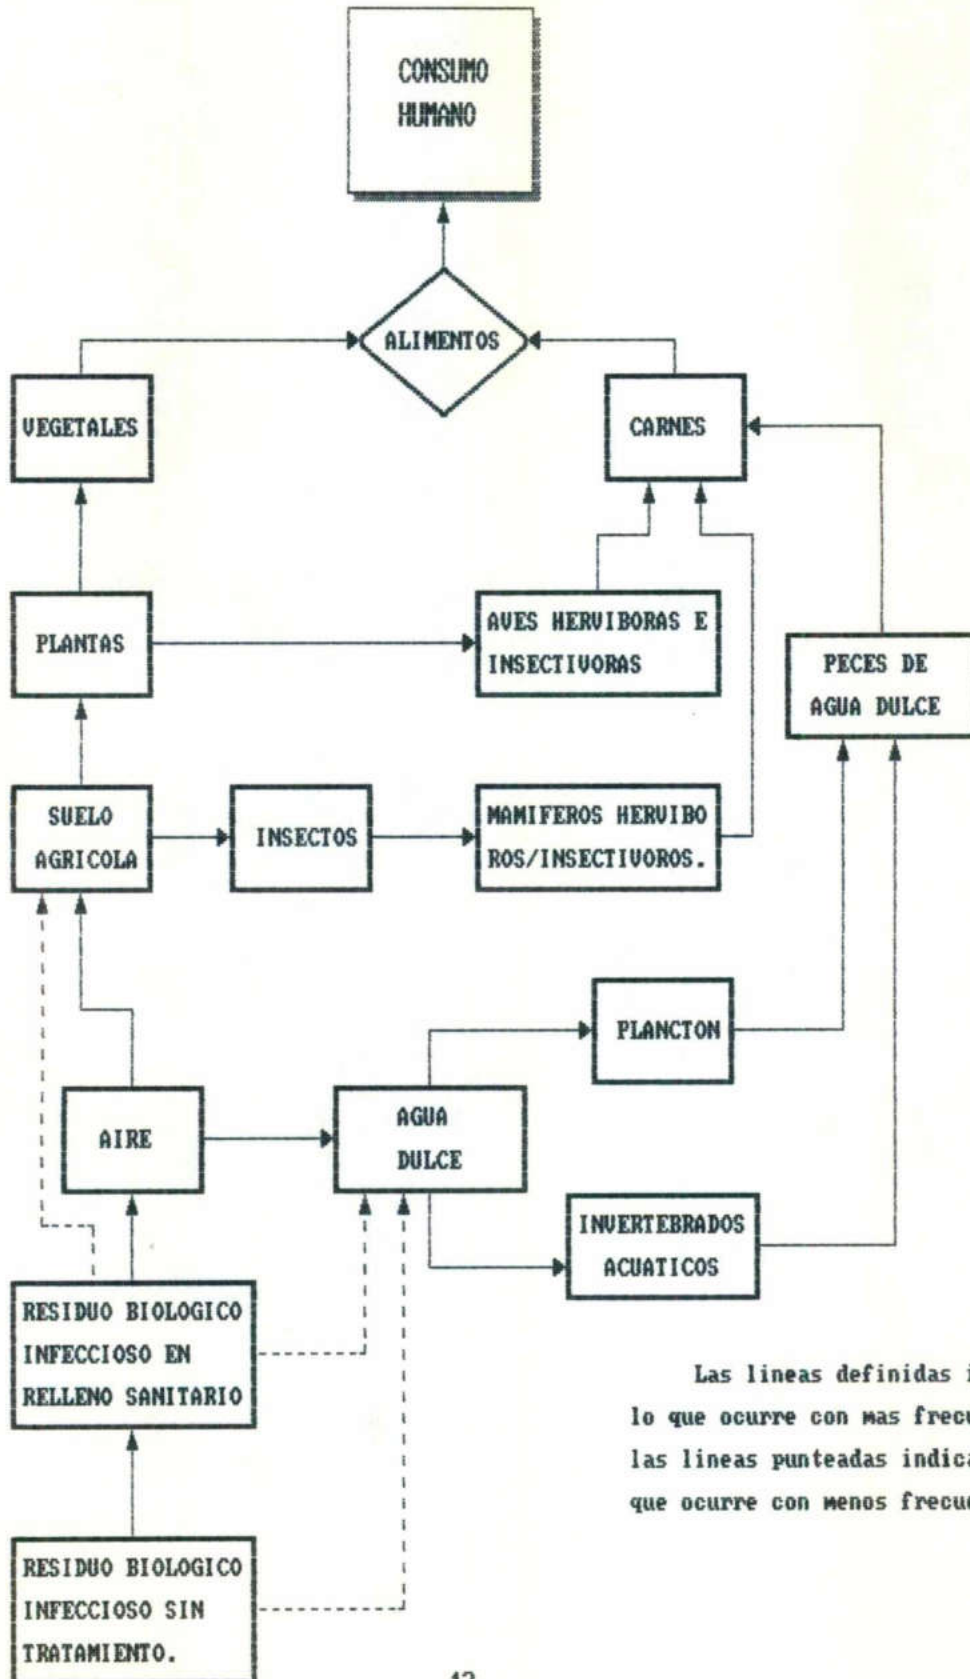 CONSUMO
HUMANO
ALIMENTOS
VEGETALES
CARNES
PLANTAS
AVES HERVIBORAS E
INSECTIVORAS
PECES DE
AGUA DULCE
SUELO
AGRICOLA
INSECTOS
MAMIFEROS HERVIBO
ROS/INSECTIVOROS.
PLANCTON
AIRE
AGUA
DULCE
INVERTEBRADOS
ACUATICOS
RESIDUO BIOLOGICO
INFECCIOSO EN
RELLENO SANITARIO
Las lineas definidas
lo que ocurre con mas
las lineas punteadas
que ocurre con menos
RESIDUO BIOLOGICO
INFECCIOSO SIN
TRATAMIENTO.